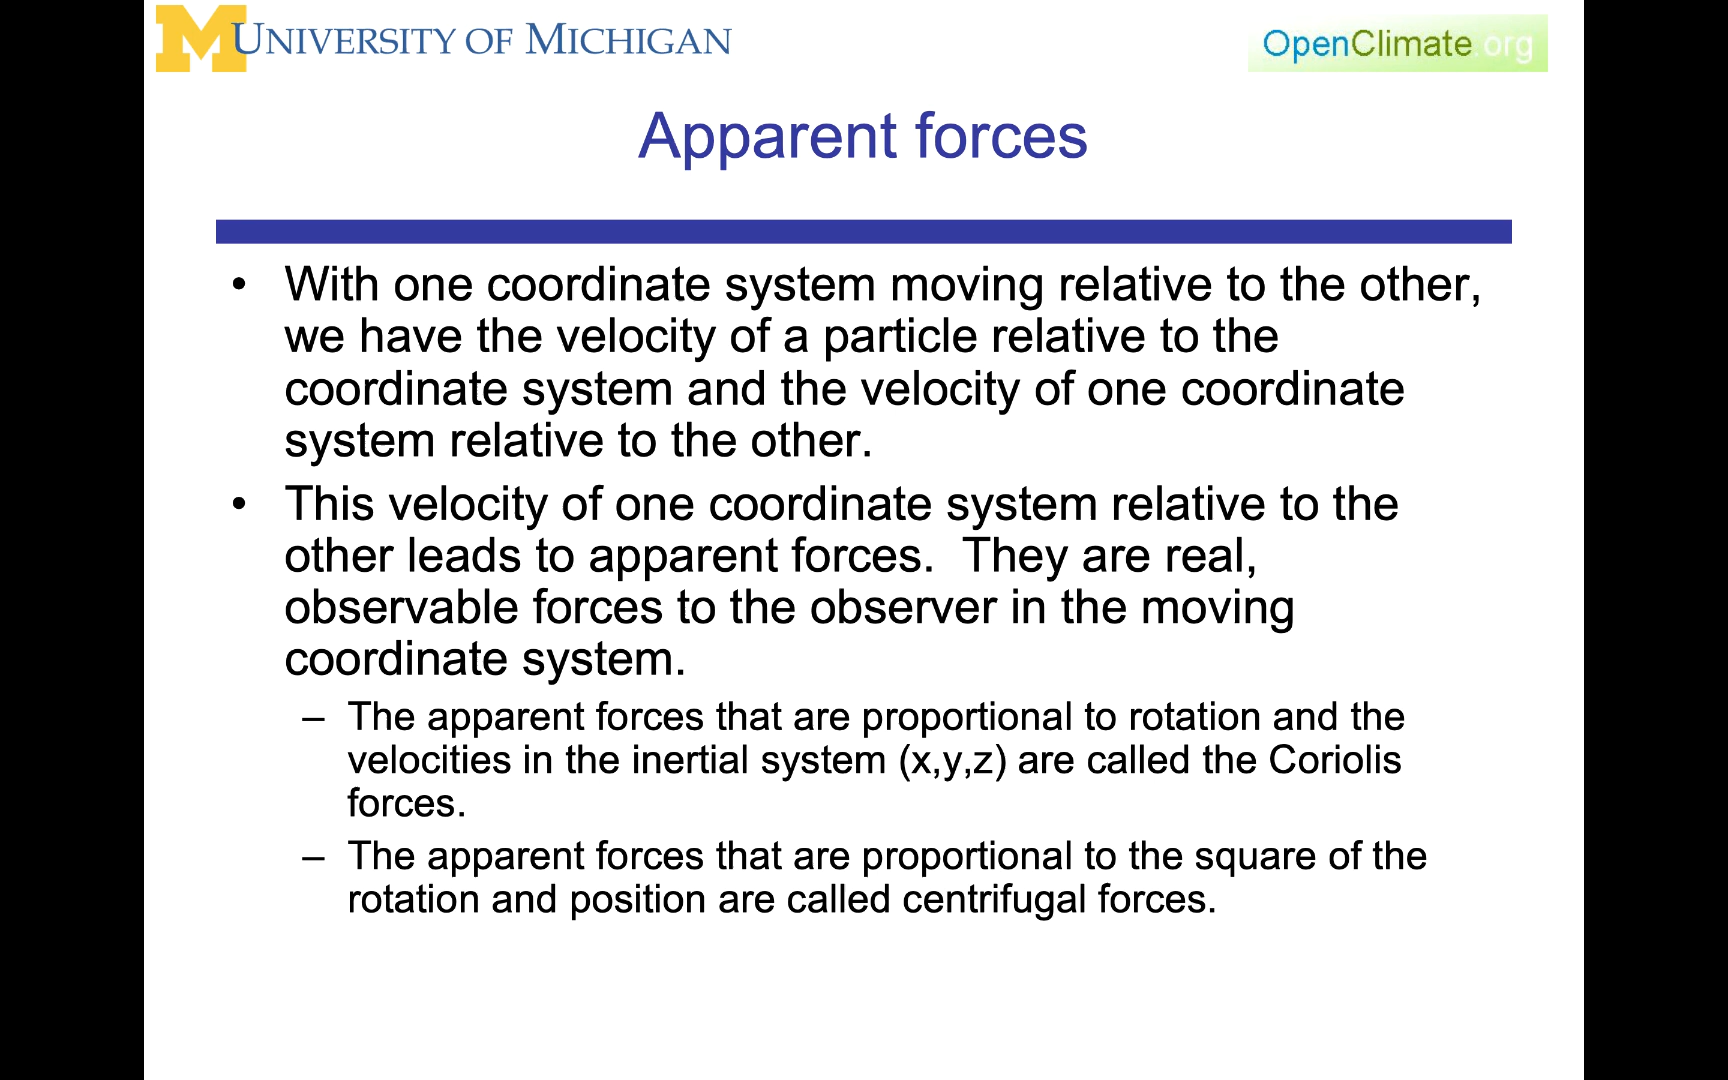 UNIVERSITY OF MICHIGAN
OpenClimate.org
Apparent forces
• With one coordinate system moving relative to the other,
we have the velocity of a particle relative to the
coordinate system and the velocity of one coordinate
system relative to the other.
• This velocity of one coordinate system relative to the
other leads to apparent forces.  They are real,
observable forces to the observer in the moving
coordinate system.
– The apparent forces that are proportional to rotation and the
velocities in the inertial system (x,y,z) are called the Coriolis
forces.
– The apparent forces that are proportional to the square of the
rotation and position are called centrifugal forces.